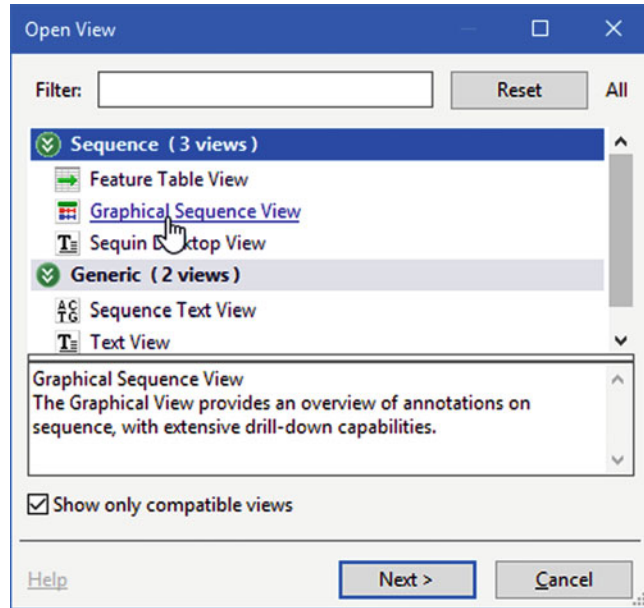 Open View
Filter:
Reset
All
Sequence (3 views)
Feature Table View
Graphical Sequence View
Sequin Desktop View
Generic (2 views)
Sequence Text View
Text View
Graphical Sequence View
The Graphical View provides an overview of annotations on
sequence, with extensive drill-down capabilities.
Show only compatible views
Help
Next >
Cancel